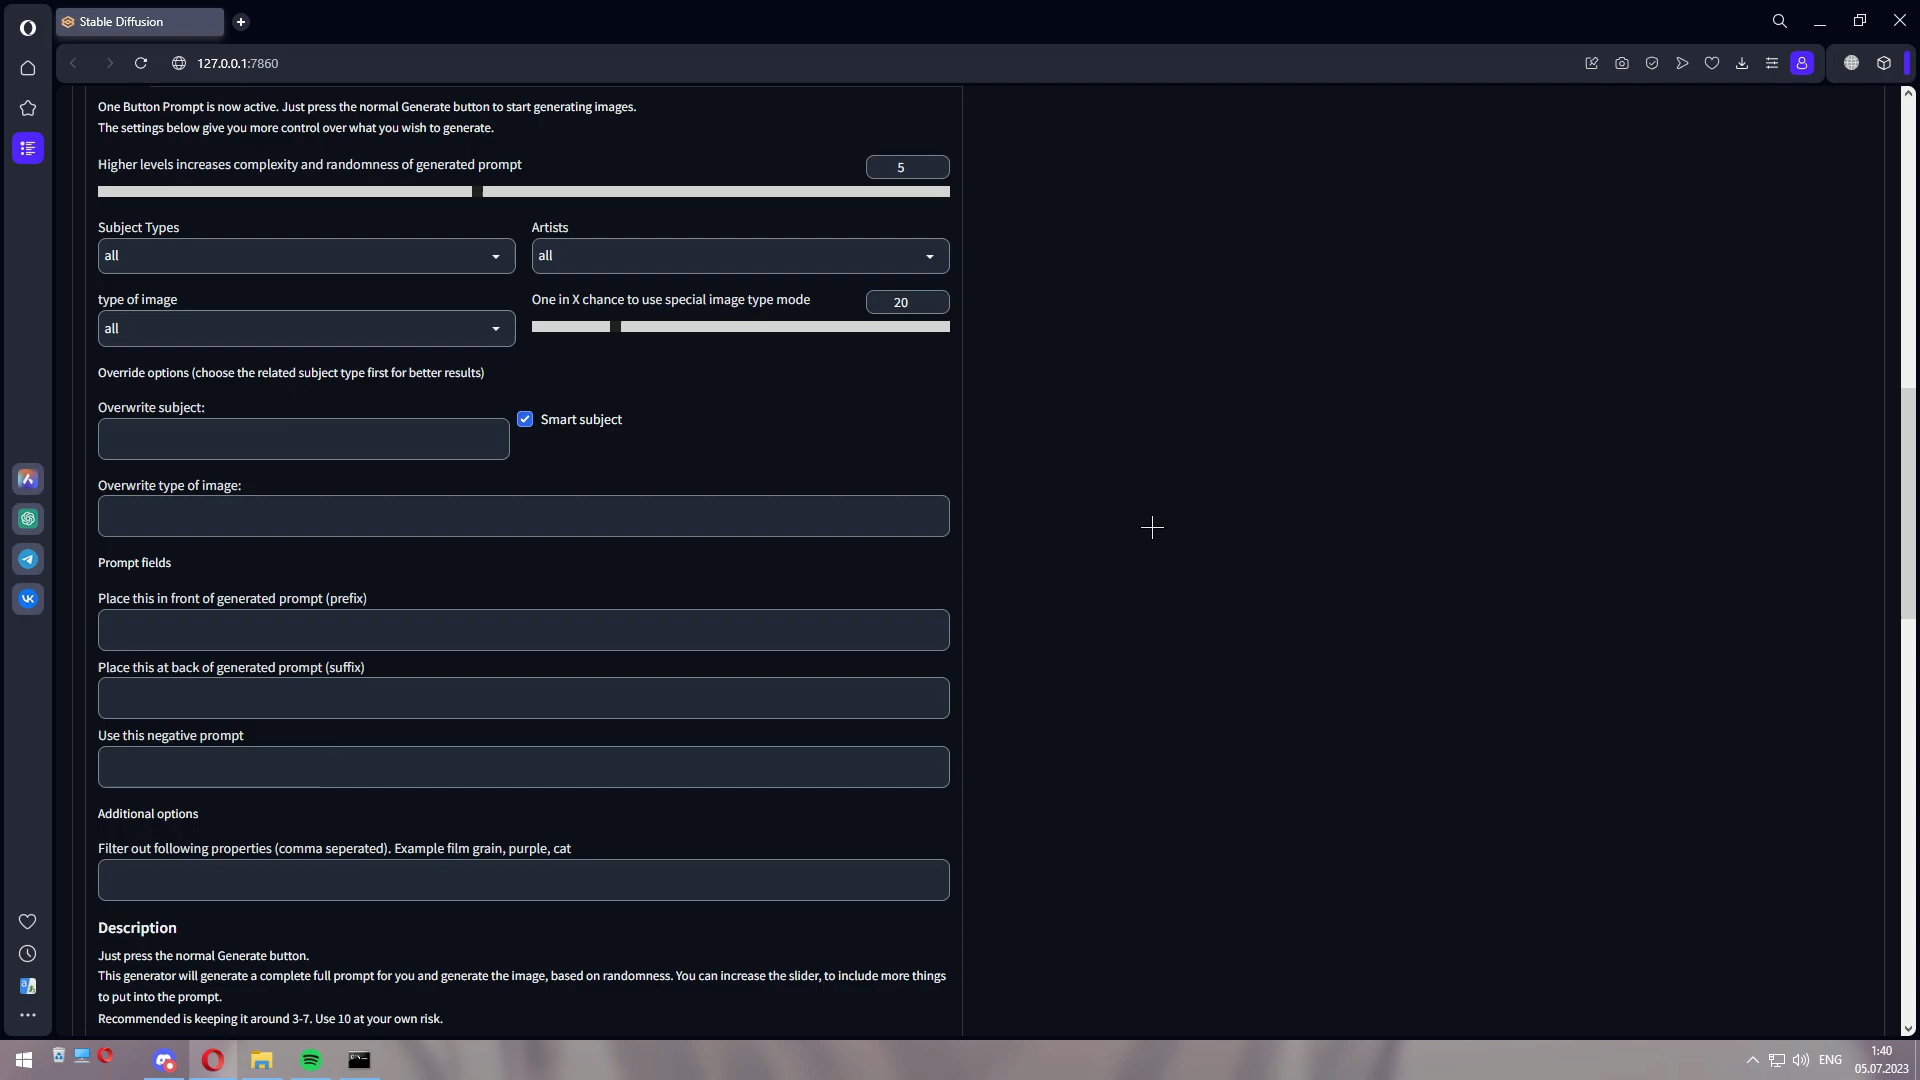 Stable Diffusion
127.0.0.1:7860
One Button Prompt is now active. Just press the normal Generate button to start generating images.
The settings below give you more control over what you wish to generate.
Higher levels increases complexity and randomness of generated prompt
5
Subject Types
Artists
all
all
type of image
One in X chance to use special image type mode
20
all
Override options (choose the related subject type first for better results)
Overwrite subject:
Smart subject
Overwrite type of image:
Prompt fields
Place this in front of generated prompt (prefix)
Place this at back of generated prompt (suffix)
Use this negative prompt
Additional options
Filter out following properties (comma seperated). Example film grain, purple, cat
Description
Just press the normal Generate button.
This generator will generate a complete full prompt for you and generate the image, based on randomness. You can increase the slider, to include more things
to put into the prompt.
Recommended is keeping it around 3-7. Use 10 at your own risk.
ENG
1:40
05.07.2023